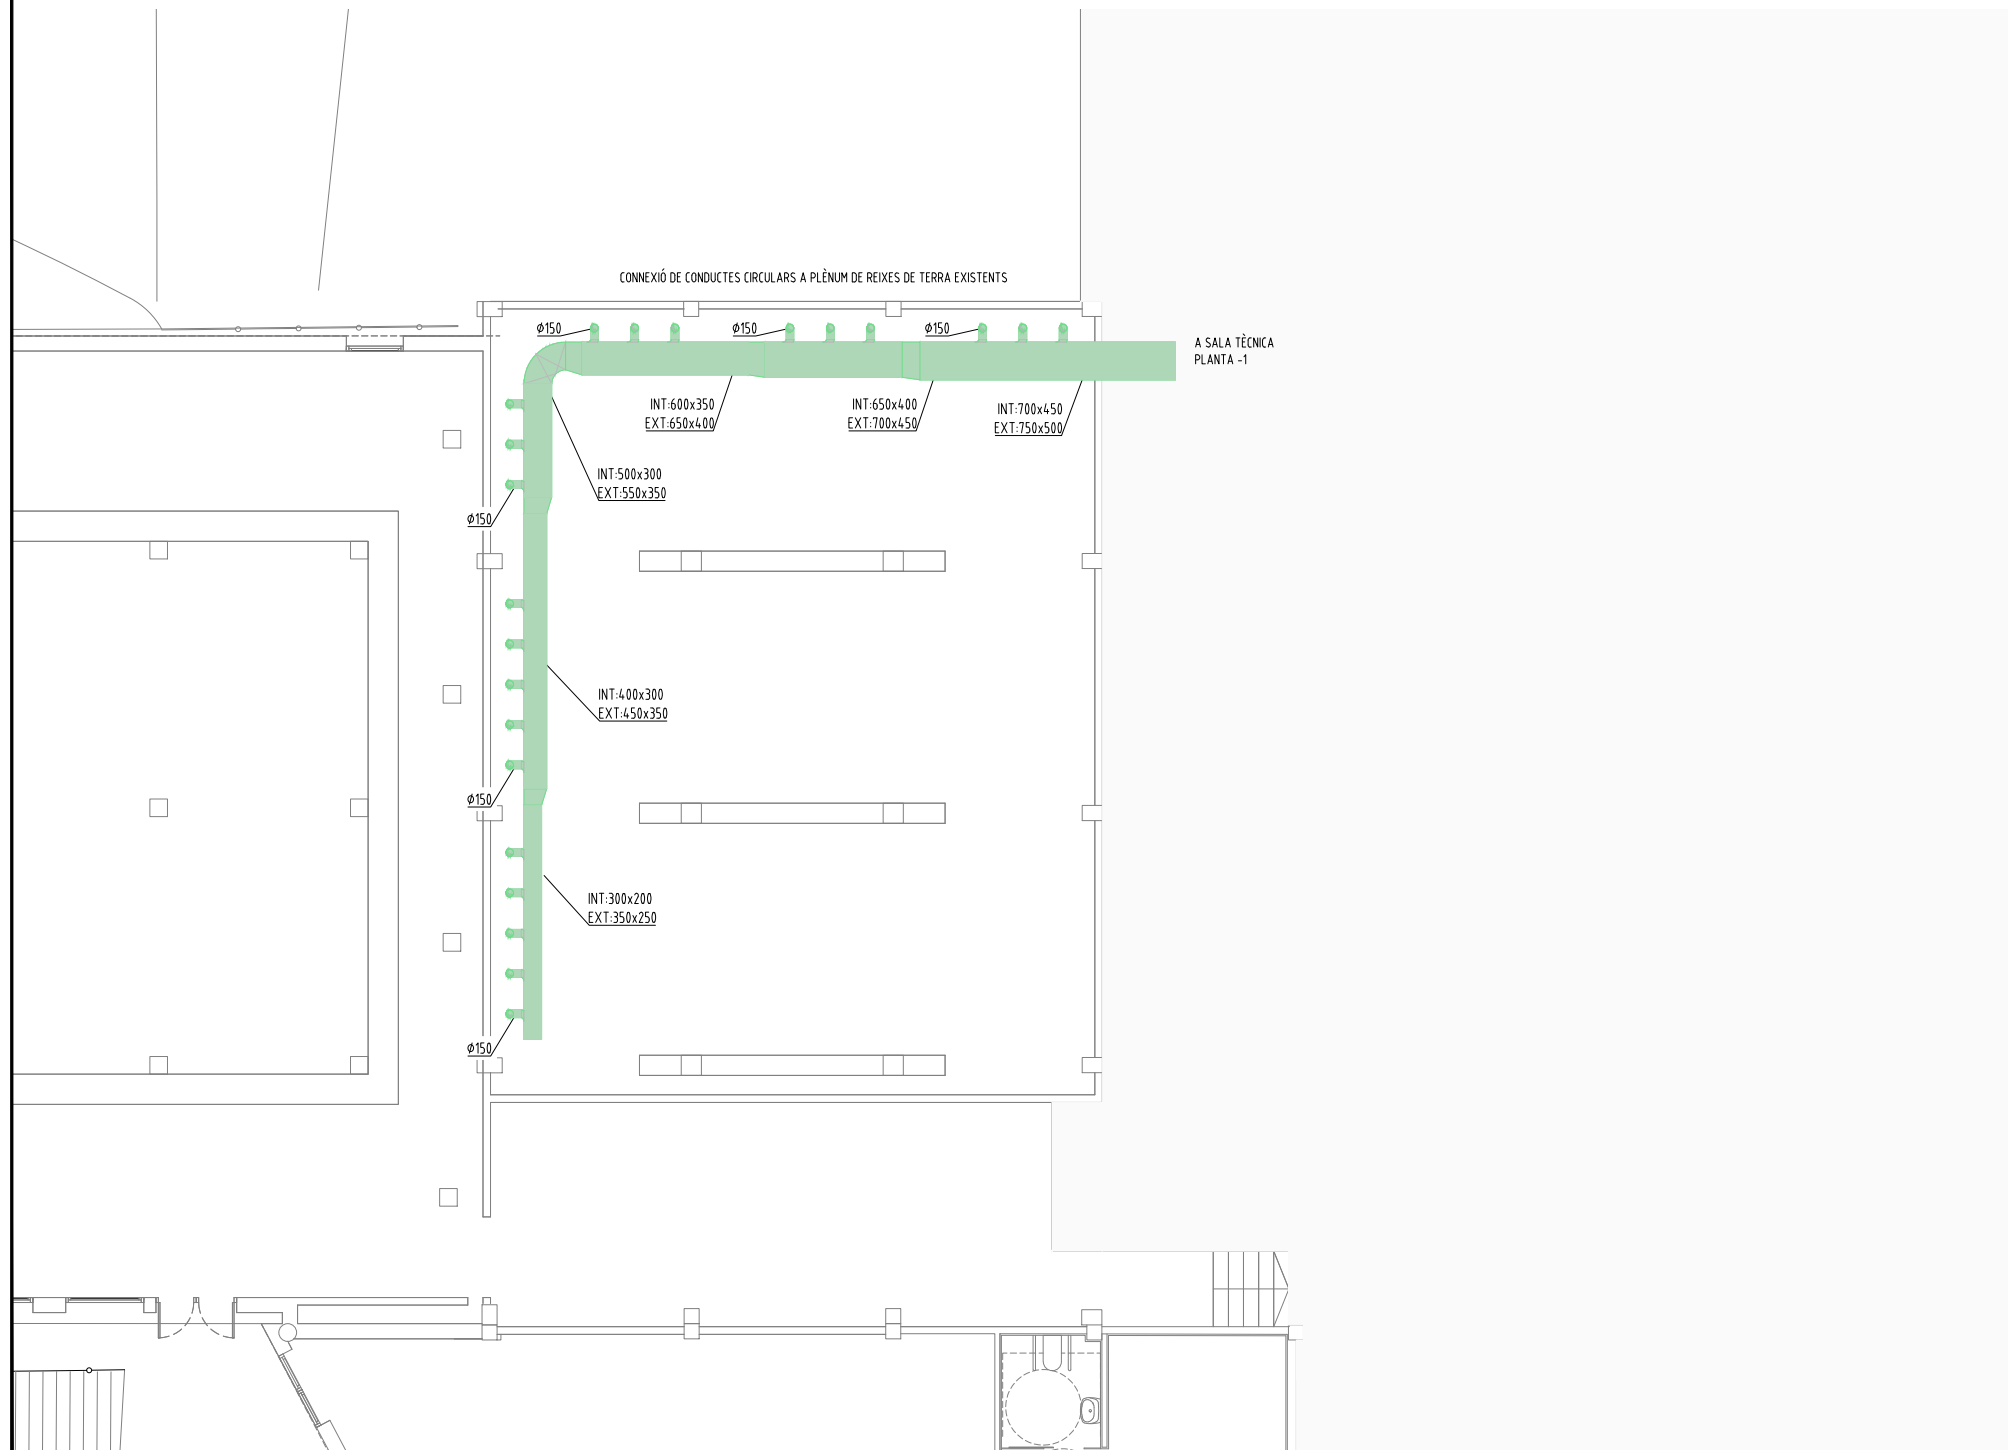 CONNEXIÓ DE CONDUCTES CIRCULARS A PLÈNUM DE REIXES DE TERRA EXISTENTS
Ø150
Ø150
Ø150
A SALA TÈCNICA
PLANTA -1
INT:600x350
EXT:650x400
INT:650x400
EXT:700x450
INT:700x450
EXT:750x500
INT:500x300
EXT:550x350
Ø150
INT:400x300
EXT:450x350
Ø150
INT:300x200
EXT:350x250
Ø150